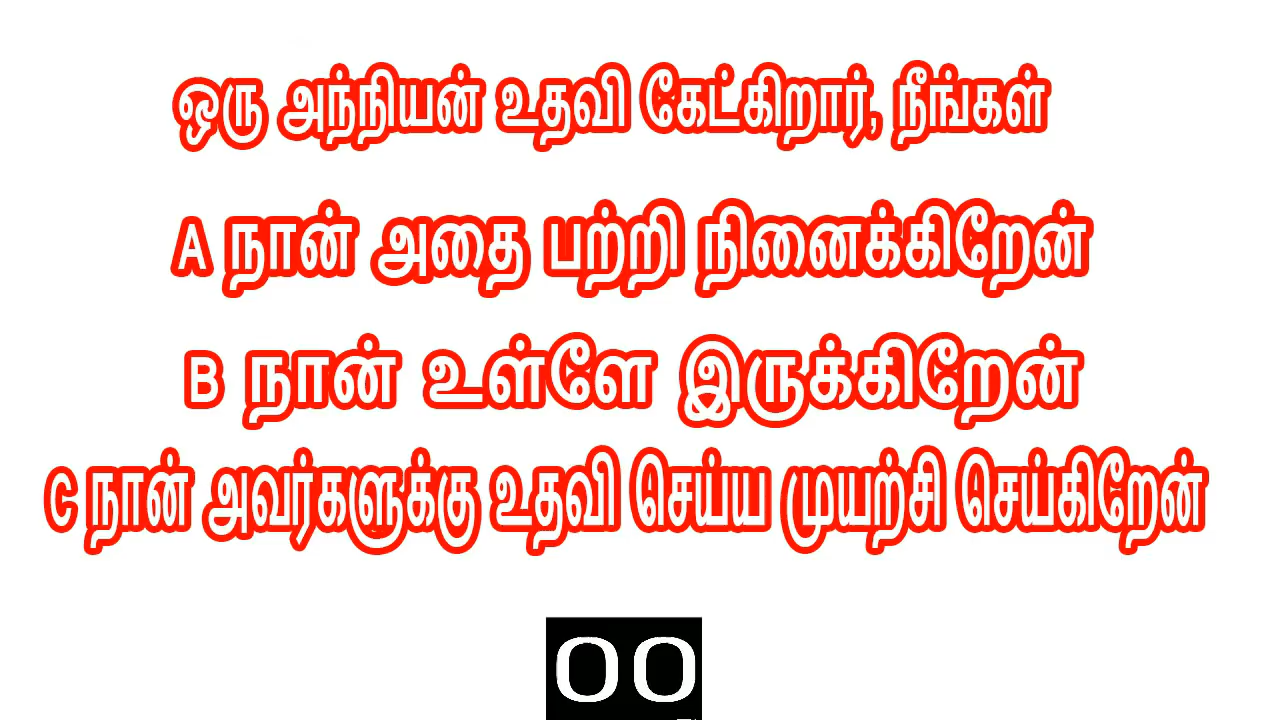 ஒரு அந்நியன் உதவி கேட்கிறார், நீங்கள்
A நான் அதை பற்றி நினைக்கிறேன்
B நான் உள்ளே இருக்கிறேன்
C நான் அவர்களுக்கு உதவி செய்ய முயற்சி செய்கிறேன்
00